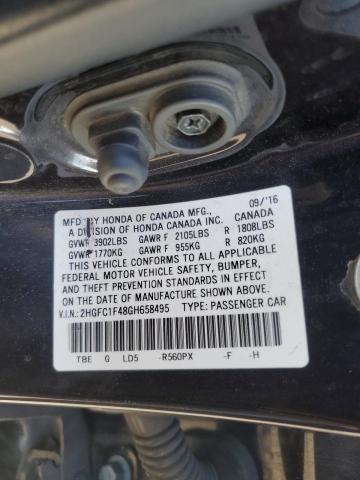 MFD BY HONDA OF CANADA MFG., 09/'16
A DIVISION OF HONDA CANADA INC. CANADA
GVWR 3902LBS GAWR F 2105LBS R 1808LBS
GVWR 1770KG GAWR F 955KG R 820KG
THIS VEHICLE CONFORMS TO ALL APPLICABLE
FEDERAL MOTOR VEHICLE SAFETY, BUMPER,
AND THEFT PREVENTION STANDARDS IN EFFECT ON
THE DATE OF MANUFACTURE SHOWN ABOVE.
V.I.N.: 2HGFC1F48GH658495 TYPE: PASSENGER CAR
TBE G LD5 -R560PX -F -H